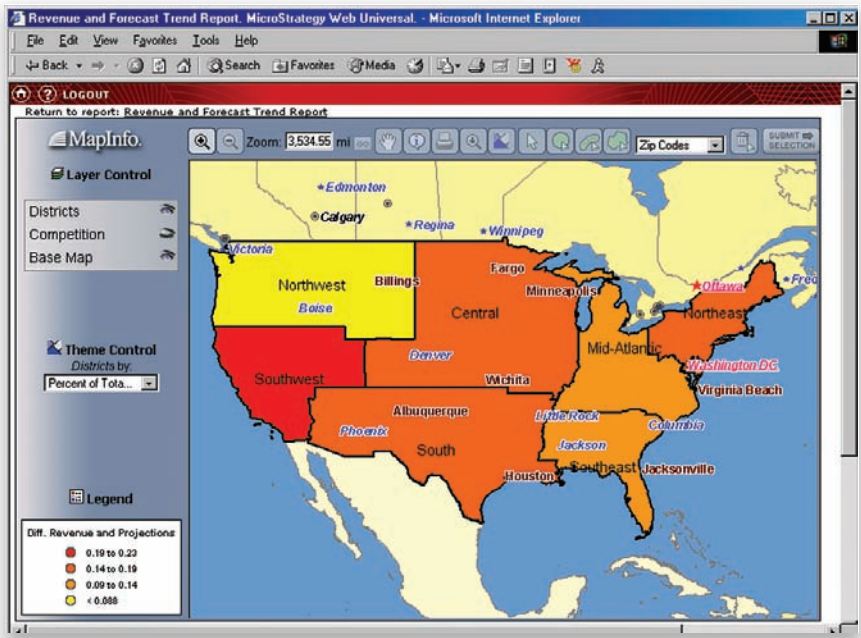 Revenue and Forecast Trend Report. MicroStrategy Web Universal. - Microsoft Internet Explorer
File Edit View Favorites Tools Help
Back Search Favorites Media
LOGOUT
Return to report: Revenue and Forecast Trend Report
MapInfo. Zoom: 3,534.55 mi Zip Codes SUBMIT SELECTION
Layer Control
Districts
Competition
Base Map
Theme Control
Districts by:
Percent of Tota...
Legend
Diff. Revenue and Projections
0.19 to 0.23
0.14 to 0.19
0.09 to 0.14
< 0.088
Edmonton
Calgary
Regina
Winnipeg
Victoria
Fargo
Ottawa
Fred
Northwest
Billings
Minneapolis
Boise
Central
Northeast
Mid-Atlantic
Denver
Washington DC
Southwest
Wichita
Virginia Beach
Albuquerque
Little Rock
Columbia
Phoenix
South
Jackson
Houston
Southeast
Jacksonville